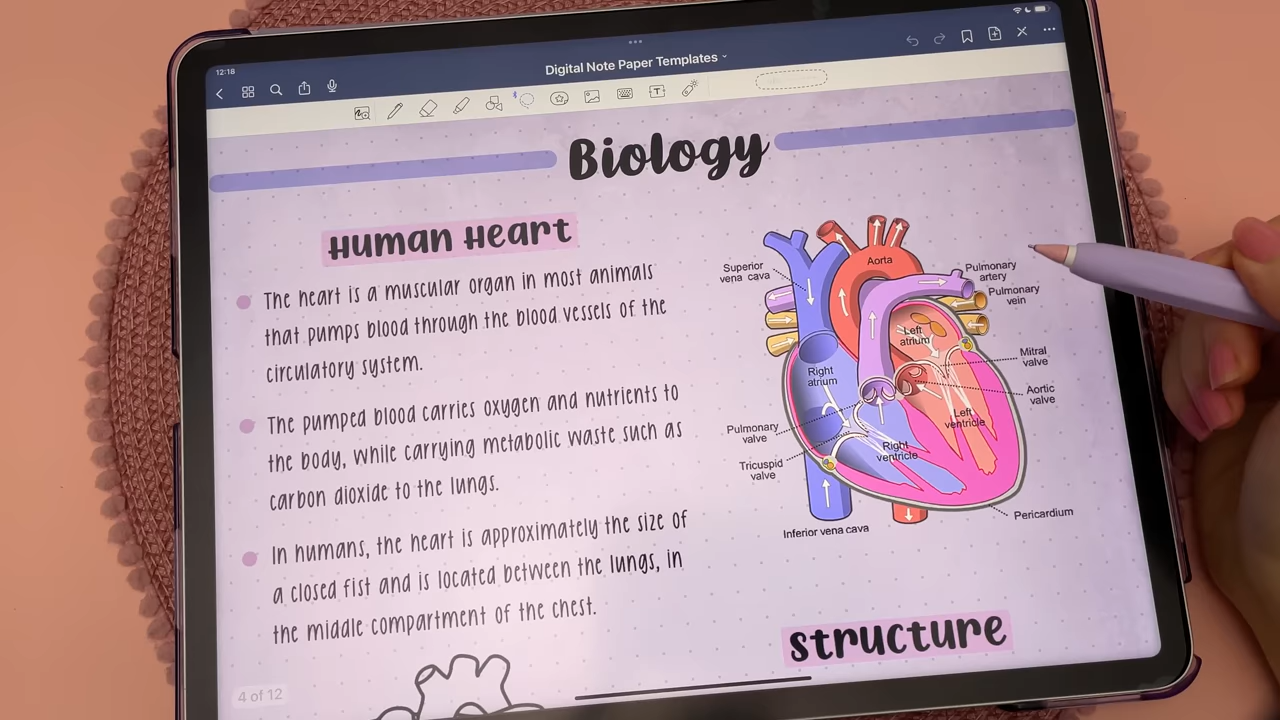 12:18
Digital Note Paper Templates
Biology
Human Heart
The heart is a muscular organ in most animals
that pumps blood through the blood vessels of the
circulatory system.
The pumped blood carries oxygen and nutrients to
the body, while carrying metabolic waste such as
carbon dioxide to the lungs.
In humans, the heart is approximately the size of
a closed fist and is located between the lungs, in
the middle compartment of the chest.
Superior
vena cava
Aorta
Pulmonary
artery
Pulmonary
vein
Left
atrium
Right
atrium
Mitral
valve
Aortic
valve
Left
ventricle
Pulmonary
valve
Right
ventricle
Tricuspid
valve
Inferior vena cava
Pericardium
structure
4 of 12